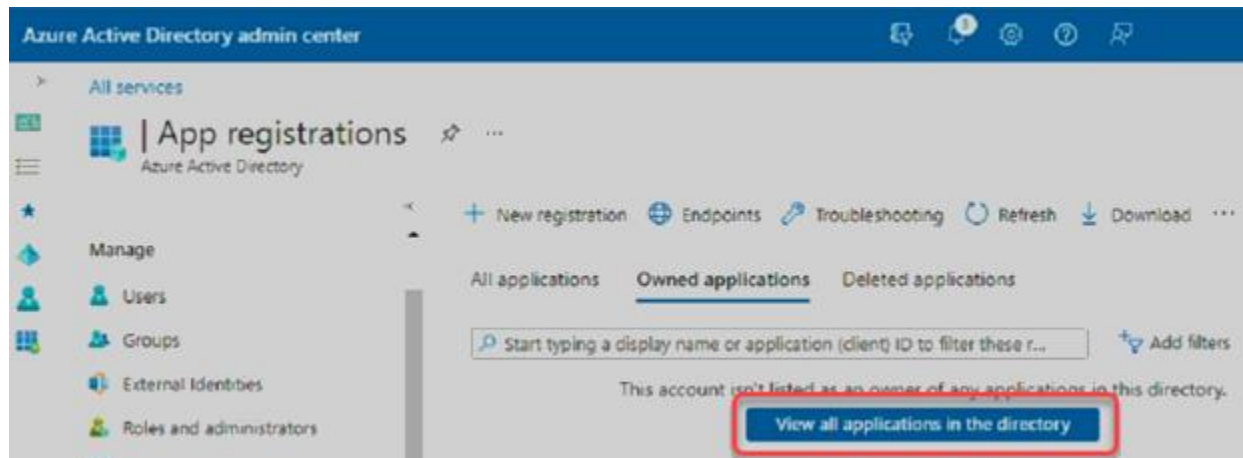 Azure Active Directory admin center
All services
| App registrations
Azure Active Directory
+ New registration Endpoints Troubleshooting Refresh Download ...
Manage
All applications Owned applications Deleted applications
Users
Groups
Start typing a display name or application (client) ID to filter these r... Add filters
External Identities
This account isn't listed as an owner of any applications in this directory.
Roles and administrators
View all applications in the directory